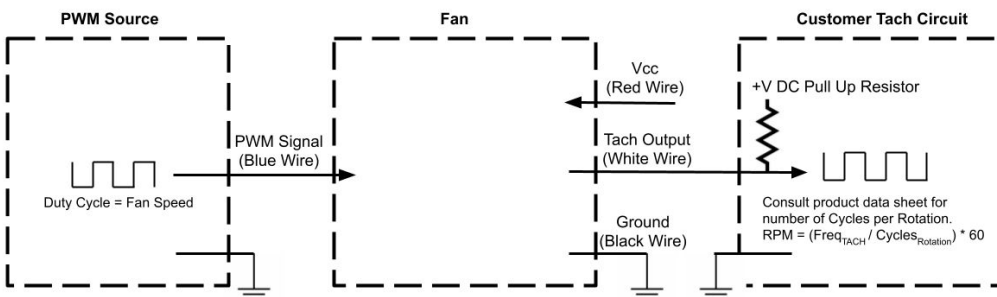 PWM Source
Fan
Customer Tach Circuit
Vcc
(Red Wire)
+V DC Pull Up Resistor
PWM Signal
(Blue Wire)
Tach Output
(White Wire)
Duty Cycle = Fan Speed
Consult product data sheet for
number of Cycles per Rotation.
RPM = (FreqTACH / CyclesRotation) * 60
Ground
(Black Wire)